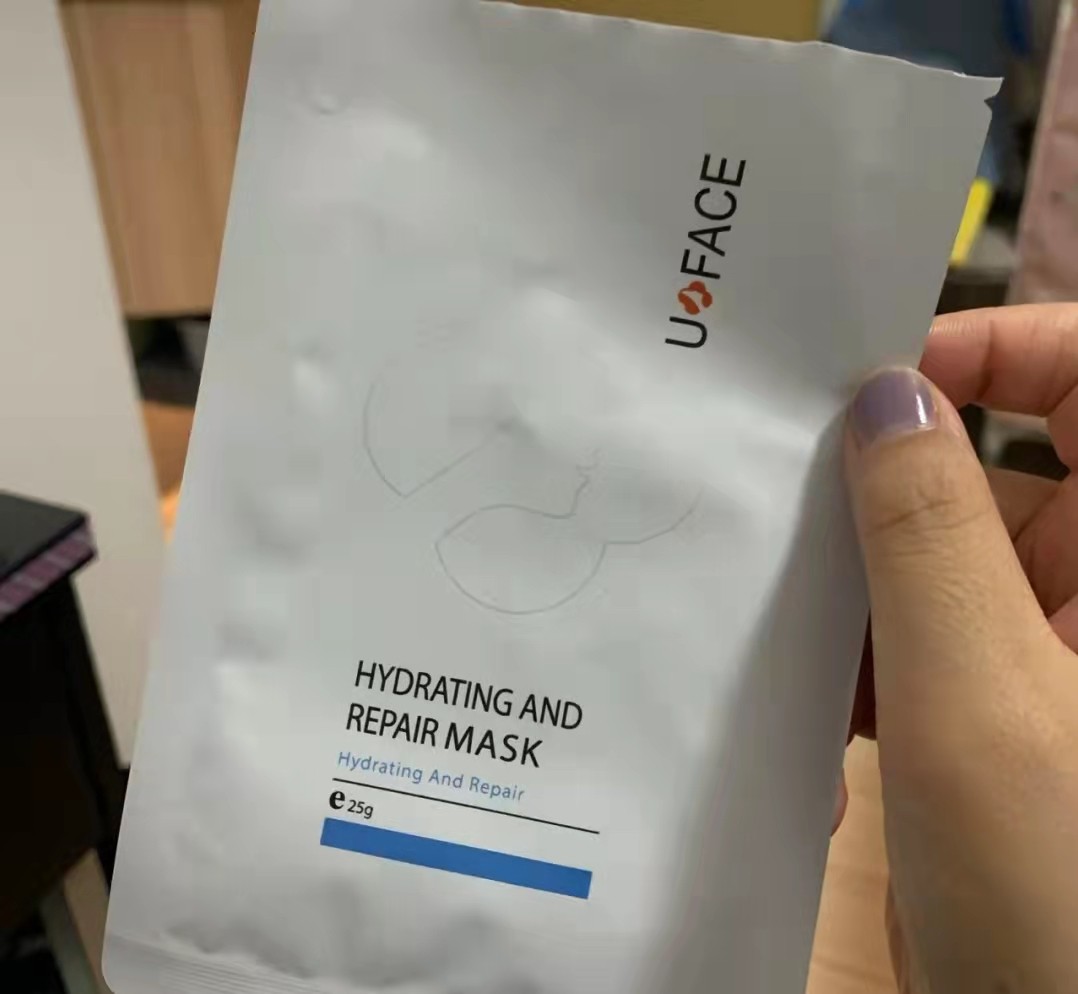 U FACE
HYDRATING AND
REPAIR MASK
Hydrating And Repair
e 25g